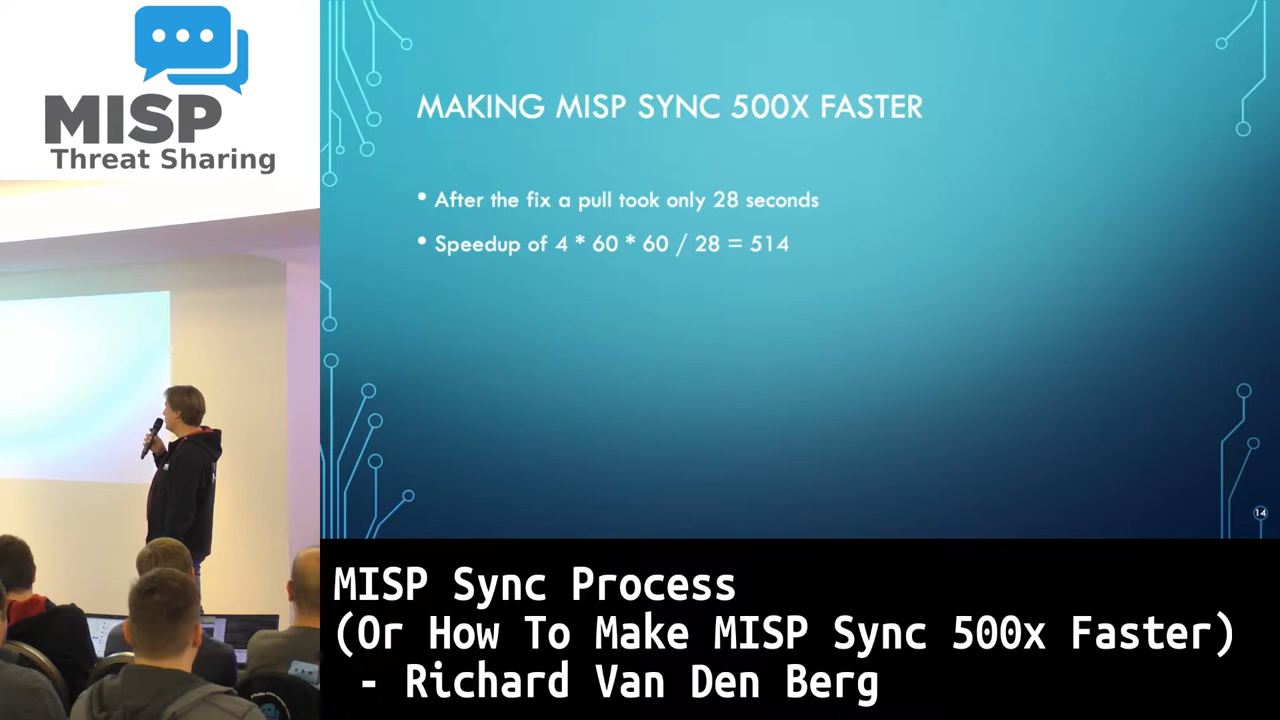 MISP
Threat Sharing
MAKING MISP SYNC 500X FASTER
• After the fix a pull took only 28 seconds
• Speedup of 4 * 60 * 60 / 28 = 514
14
MISP Sync Process
(Or How To Make MISP Sync 500x Faster)
- Richard Van Den Berg